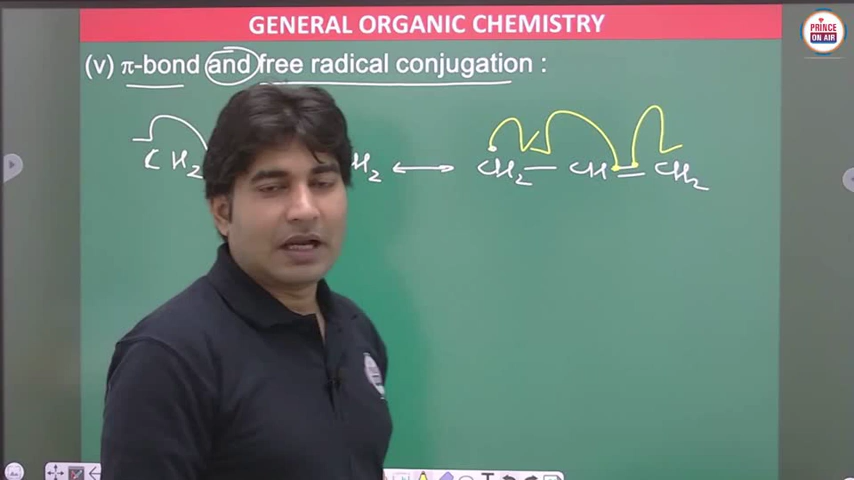 GENERAL ORGANIC CHEMISTRY
PRINCE
ON AIR
(v) π-bond and free radical conjugation :
CH₂ H₂ ⟷ CH₂ — CH = CH₂